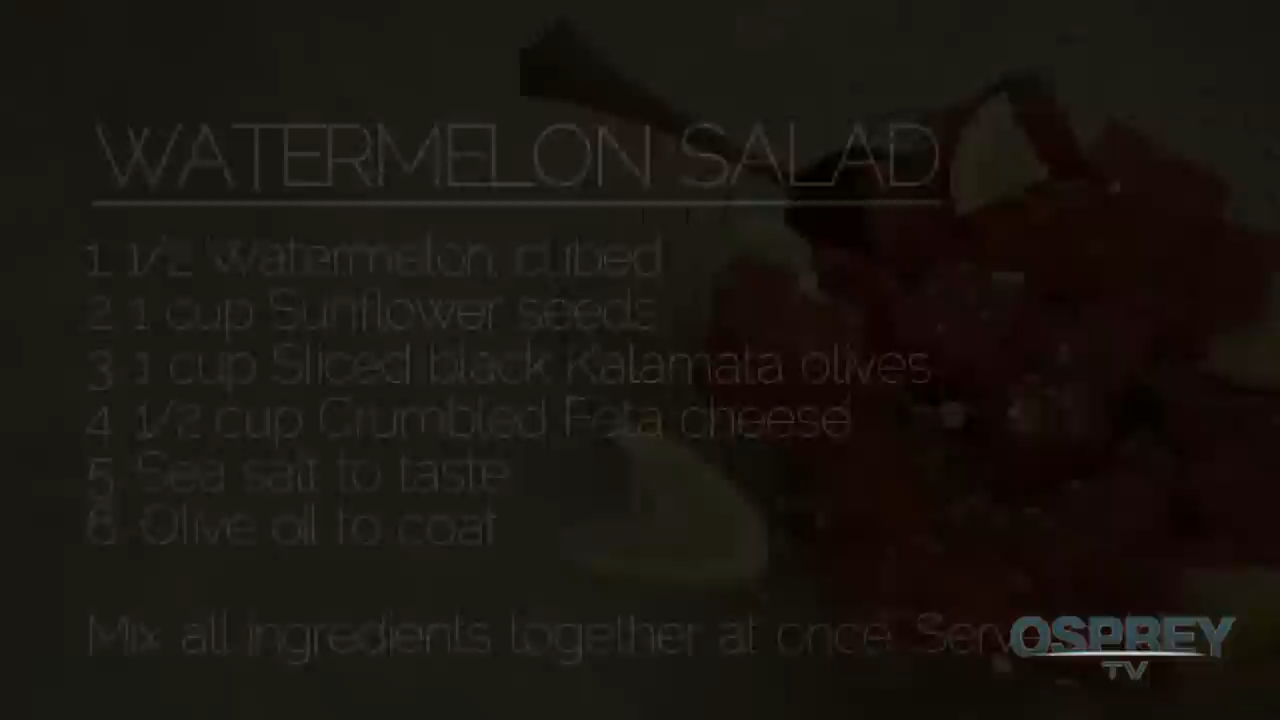 WATERMELON SALAD
1 1/2 Watermelon, cubed
2 1 cup Sunflower seeds
3 1 cup Sliced black Kalamata olives
4 1/2 cup Crumbled Feta cheese
5 Sea salt to taste
6 Olive oil to coat
Mix all ingredients together at once.
OSPREY
TV